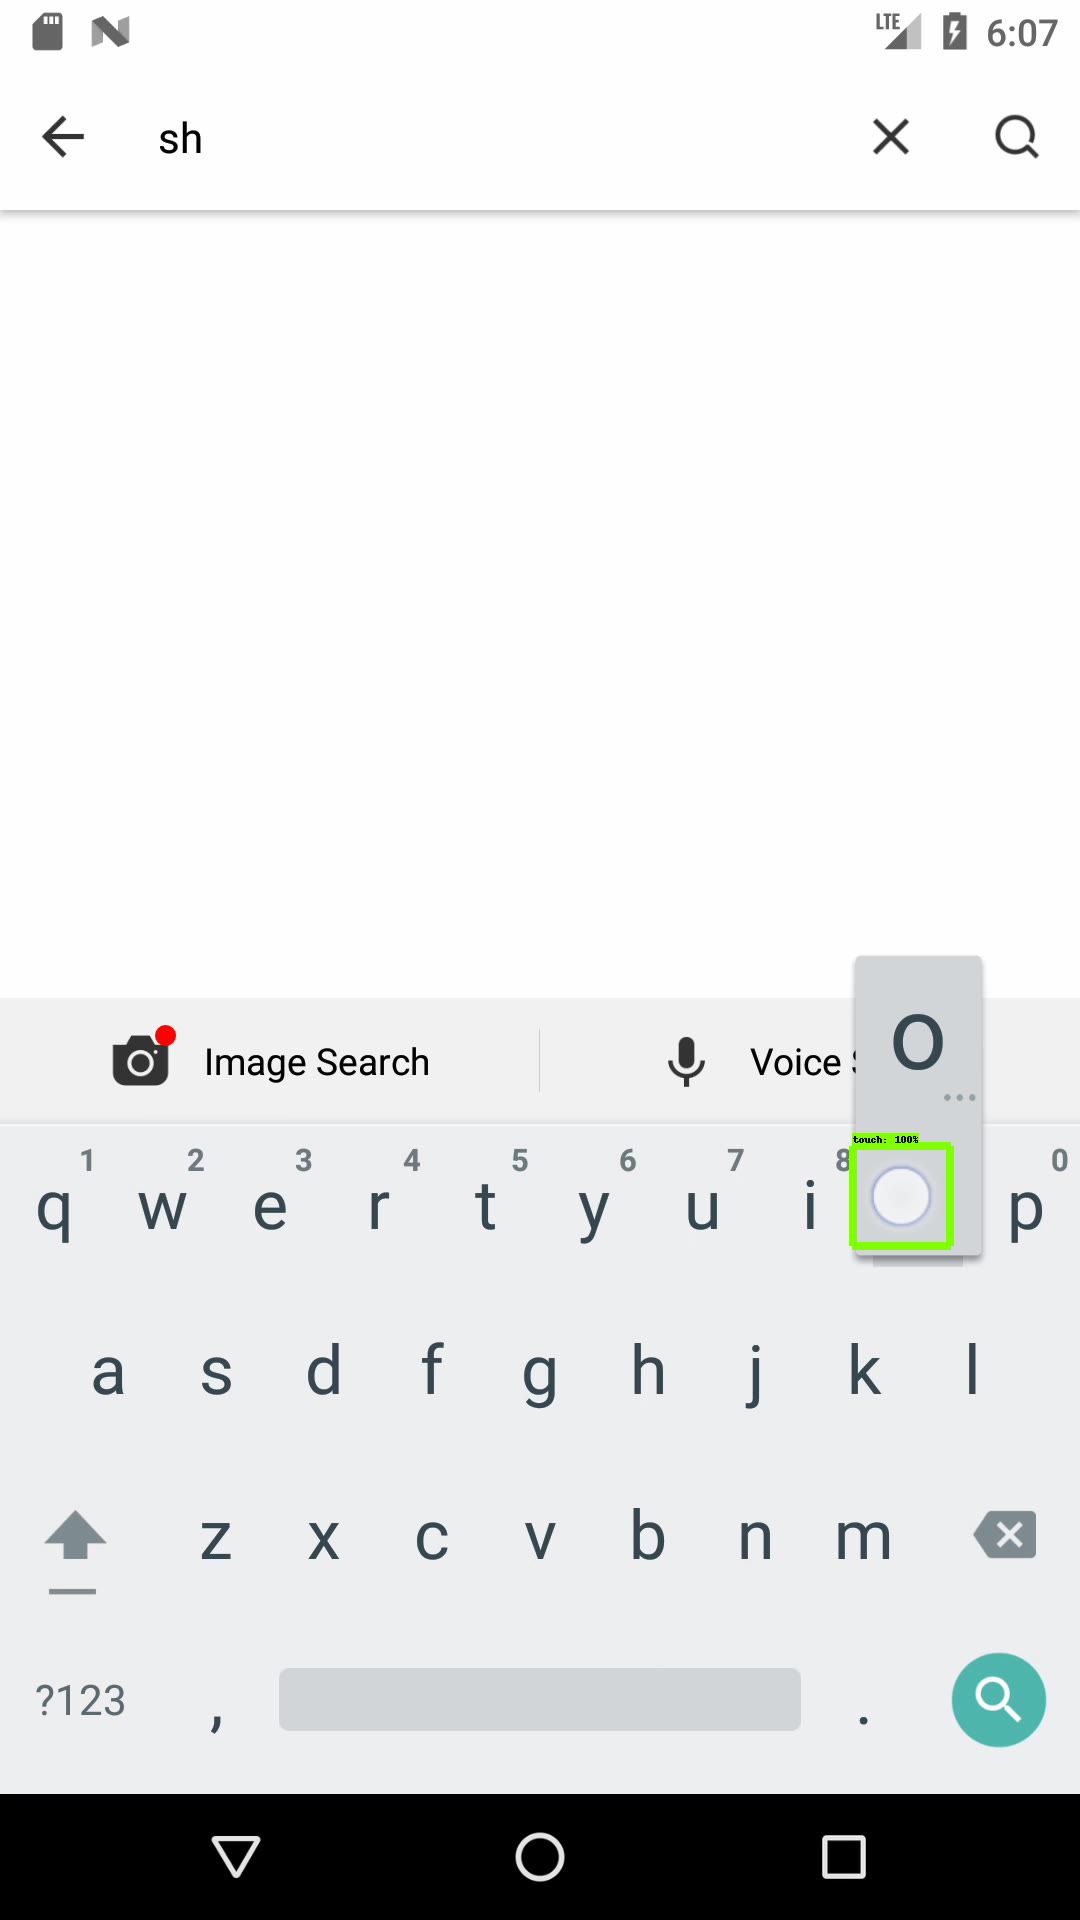 LTE 6:07
sh
Image Search
Voice
o
touch: 100%
1 2 3 4 5 6 7 8 0
q w e r t y u i p
a s d f g h j k l
z x c v b n m
?123 , .